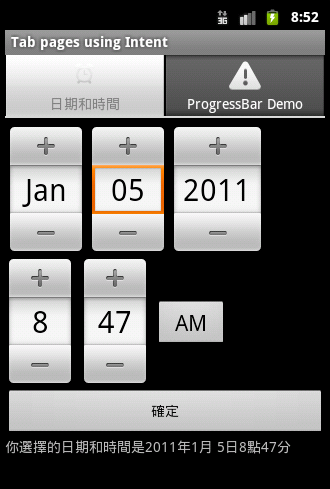 3G 8:52
Tab pages using Intent
日期和時間 ProgressBar Demo
+ + +
Jan 05 2011
− − −
+ +
8 47 AM
− −
確定
你選擇的日期和時間是2011年1月 5日8點47分